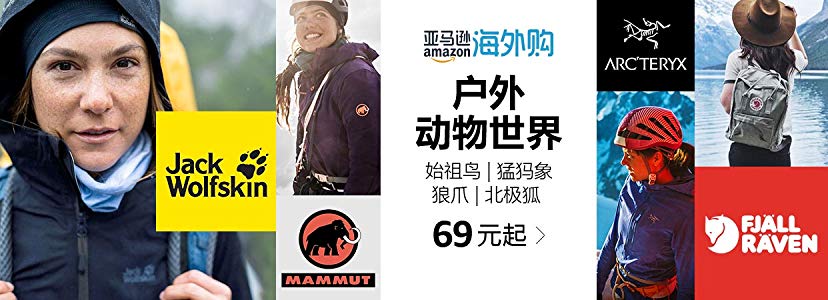 Jack
Wolfskin
MAMMUT
亚马逊
amazon
海外购
户外
动物世界
始祖鸟 | 猛犸象
狼爪 | 北极狐
69元起 >
ARC'TERYX
FJÄLL
RÄVEN